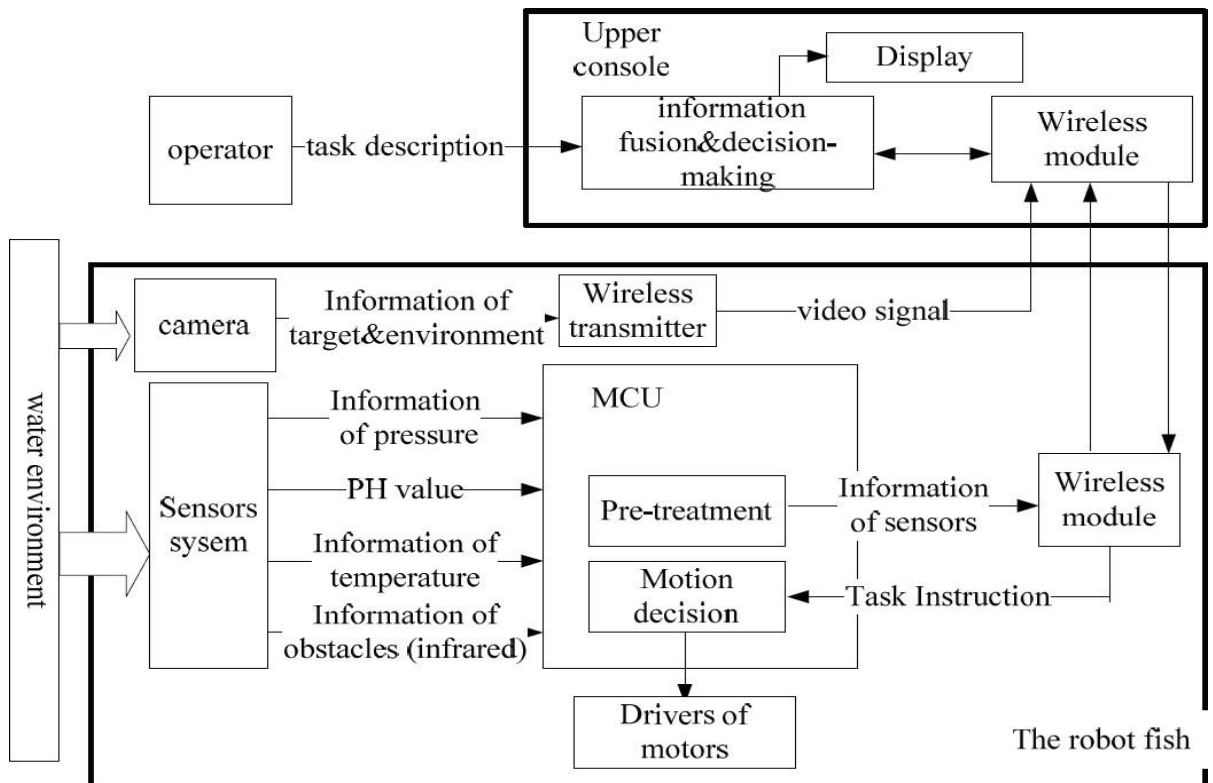 Upper
console
Display
operator
task description
information
fusion&decision-
making
Wireless
module
water environment
camera
Information of
target&environment
Wireless
transmitter
video signal
Sensors
sysem
Information
of pressure
PH value
Information of
temperature
Information of
obstacles (infrared)
MCU
Pre-treatment
Motion
decision
Information
of sensors
Wireless
module
Task Instruction
Drivers of
motors
The robot fish